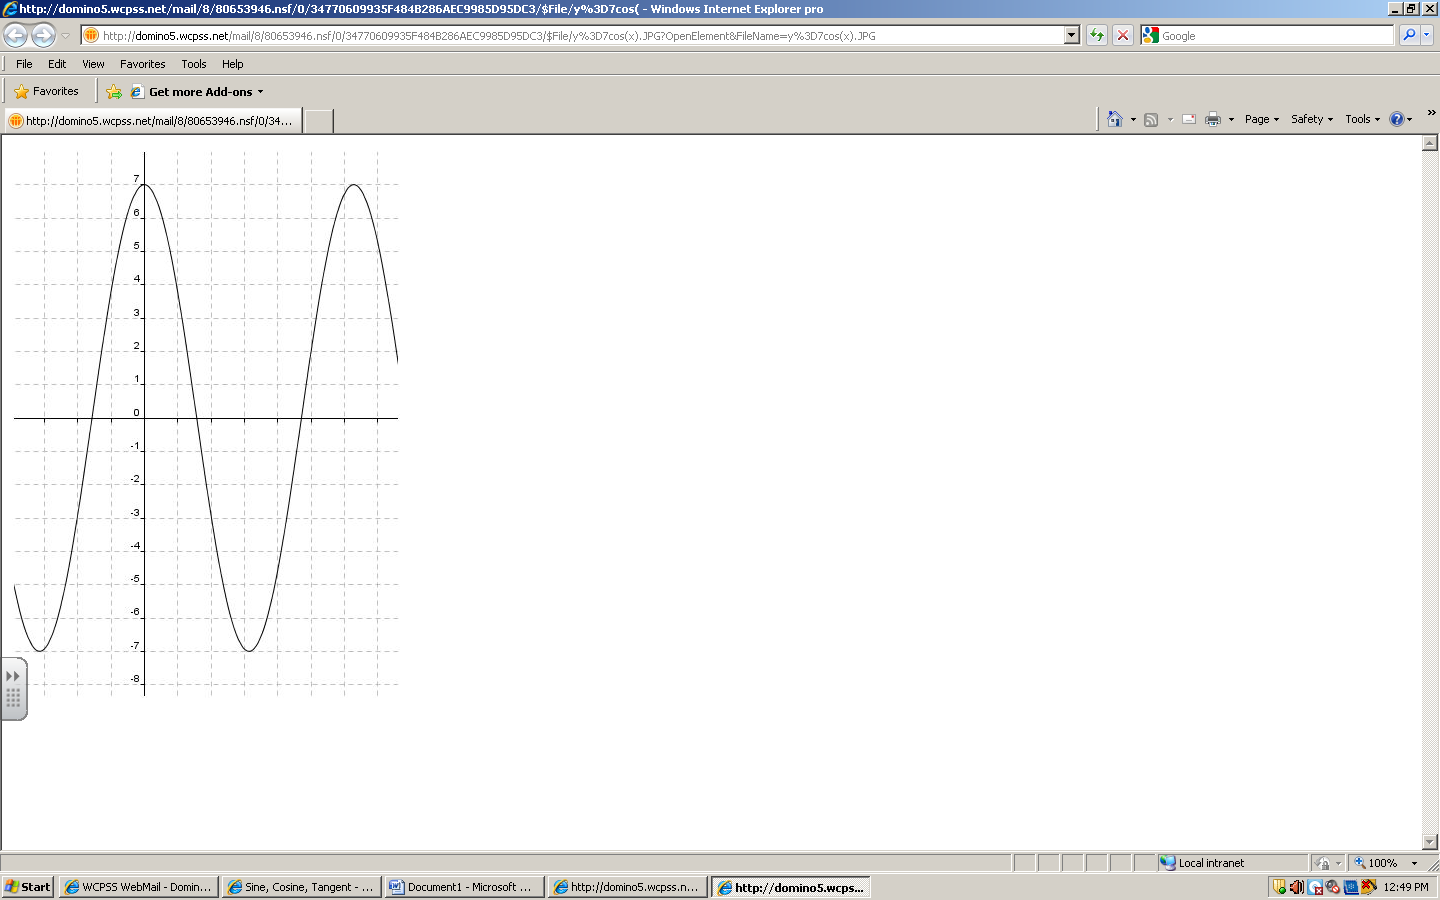 http://domino5.wcpss.net/mail/8/80653946.nsf/0/34770609935F484B286AEC9985D95DC3/$File/y%3D7cos( - Windows Internet Explorer pro
http://domino5.wcpss.net/mail/8/80653946.nsf/0/34770609935F484B286AEC9985D95DC3/$File/y%3D7cos(x).JPG?OpenElement&FileName=y%3D7cos(x).JPG
Google
File Edit View Favorites Tools Help
Favorites Get more Add-ons
http://domino5.wcpss.net/mail/8/80653946.nsf/0/34... Page Safety Tools »
7
6
5
4
3
2
1
0
-1
-2
-3
-4
-5
-6
-7
-8
Local intranet 100%
Start WCPSS WebMail - Domin... Sine, Cosine, Tangent - ... Document1 - Microsoft ... http://domino5.wcpss.n... http://domino5.wcps... 12:49 PM